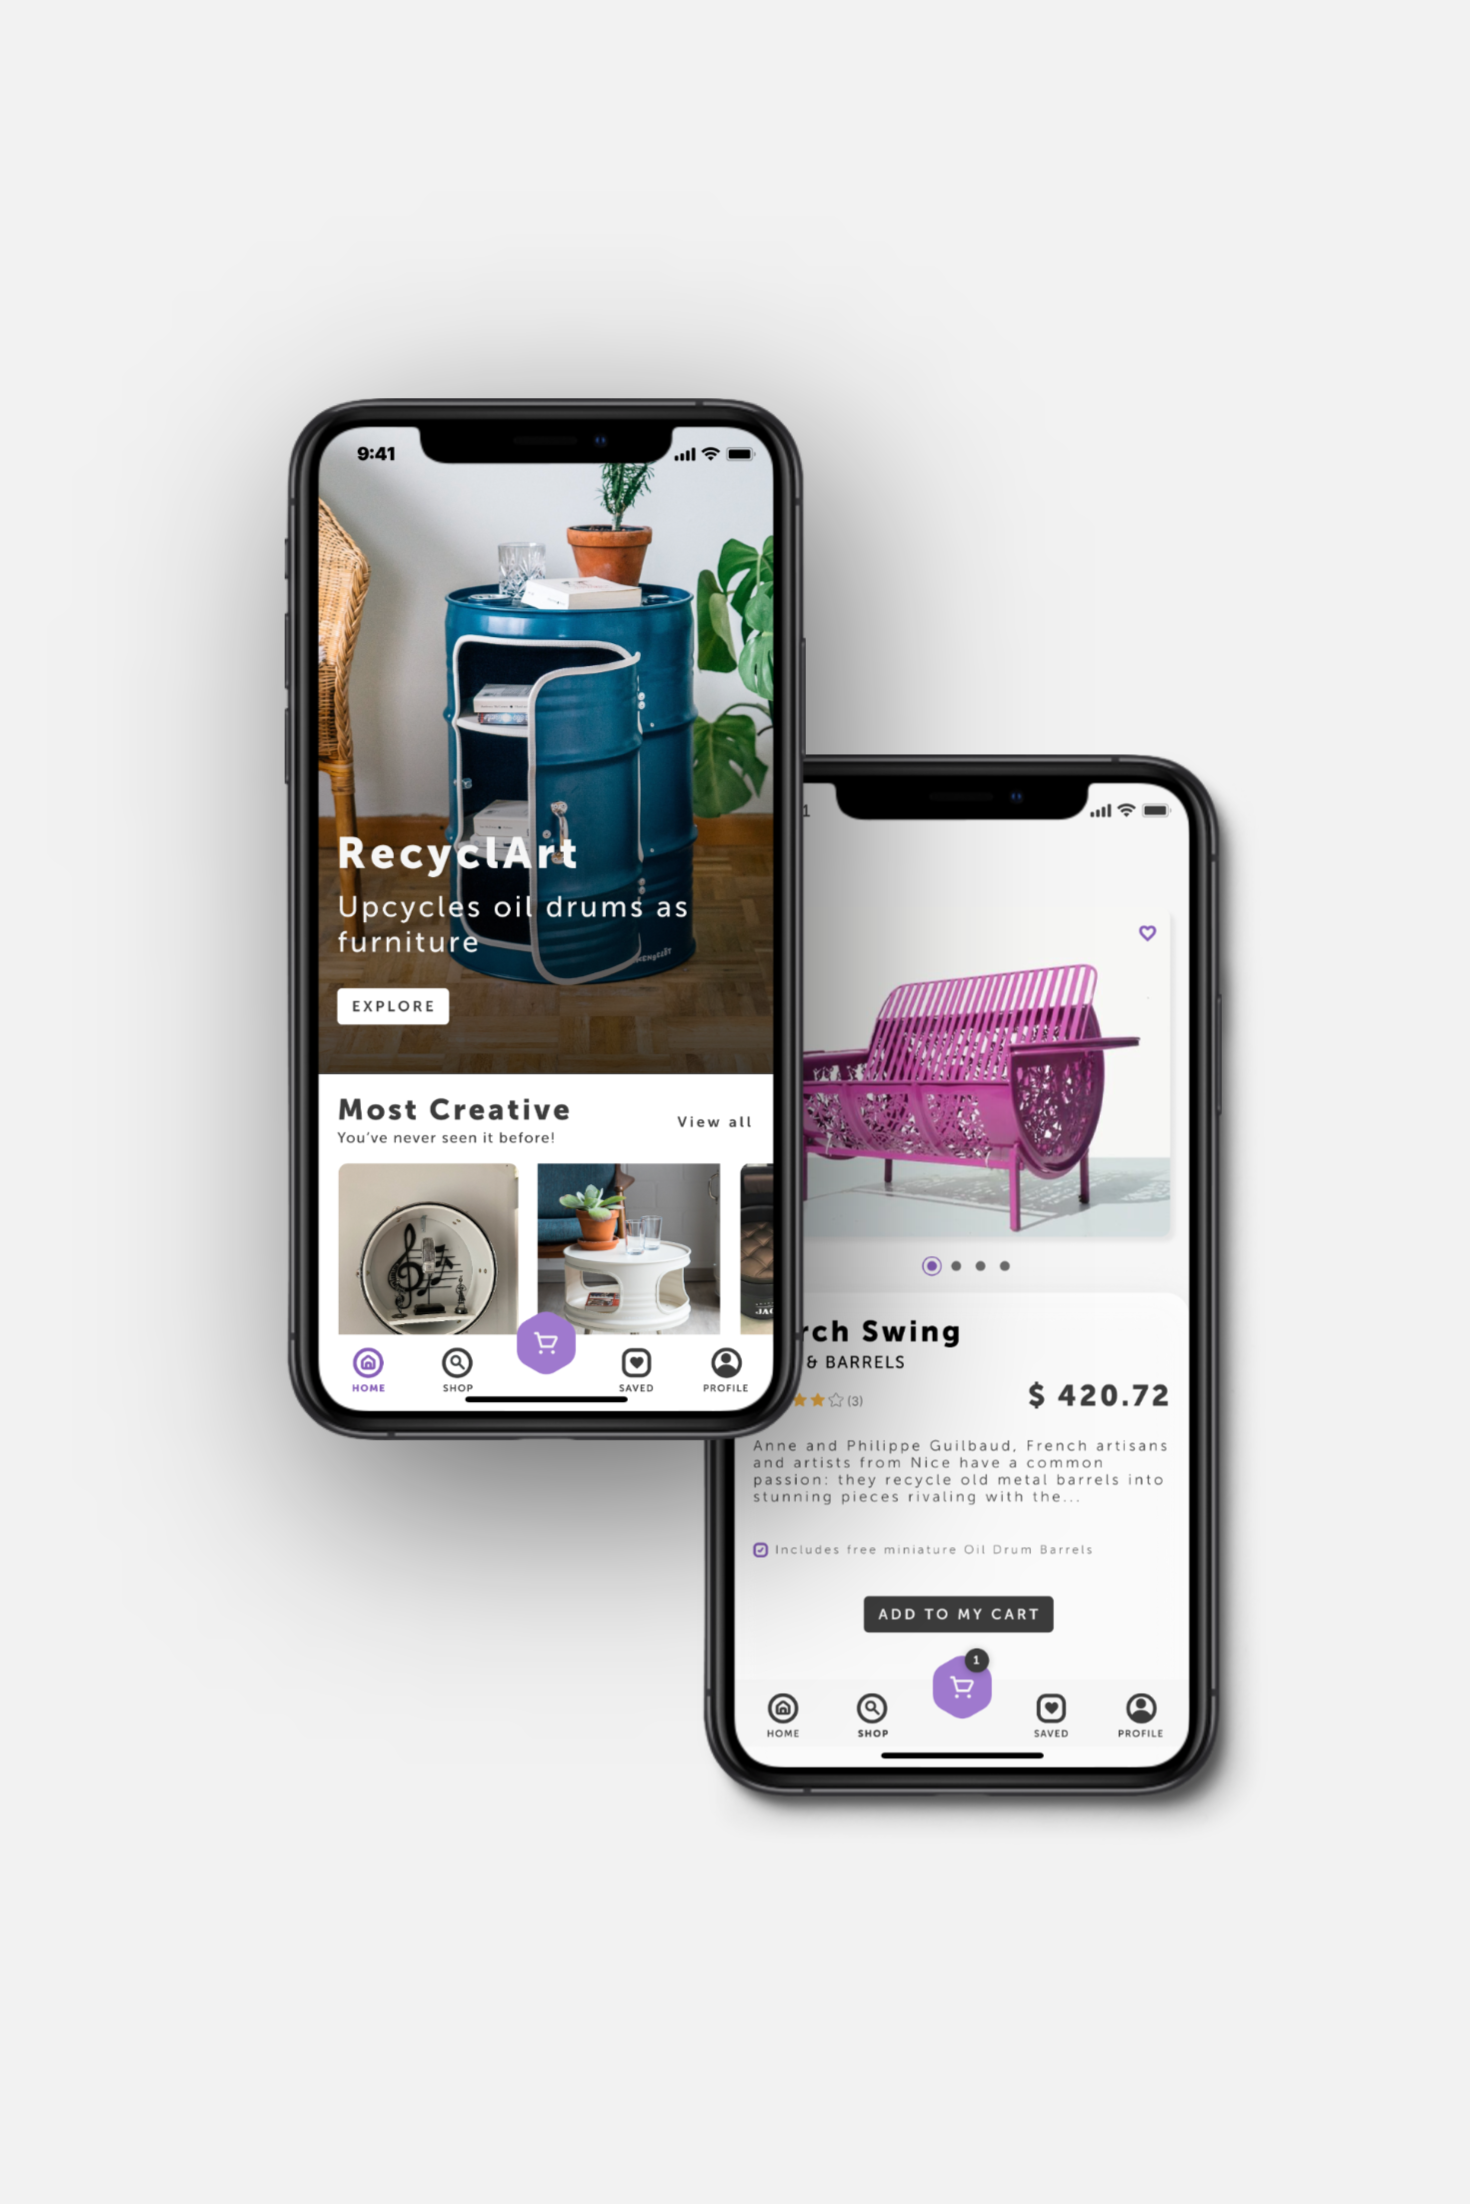 9:41
RecyclArt
Upcycles oil drums as
furniture
EXPLORE
Most Creative
You've never seen it before!
View all
HOME
SHOP
SAVED
PROFILE
1
rch Swing
& BARRELS
(3)
$ 420.72
Anne and Philippe Guilbaud, French artisans
and artists from Nice have a common
passion: they recycle old metal barrels into
stunning pieces rivaling with the...
Includes free miniature Oil Drum Barrels
ADD TO MY CART
1
HOME
SHOP
SAVED
PROFILE